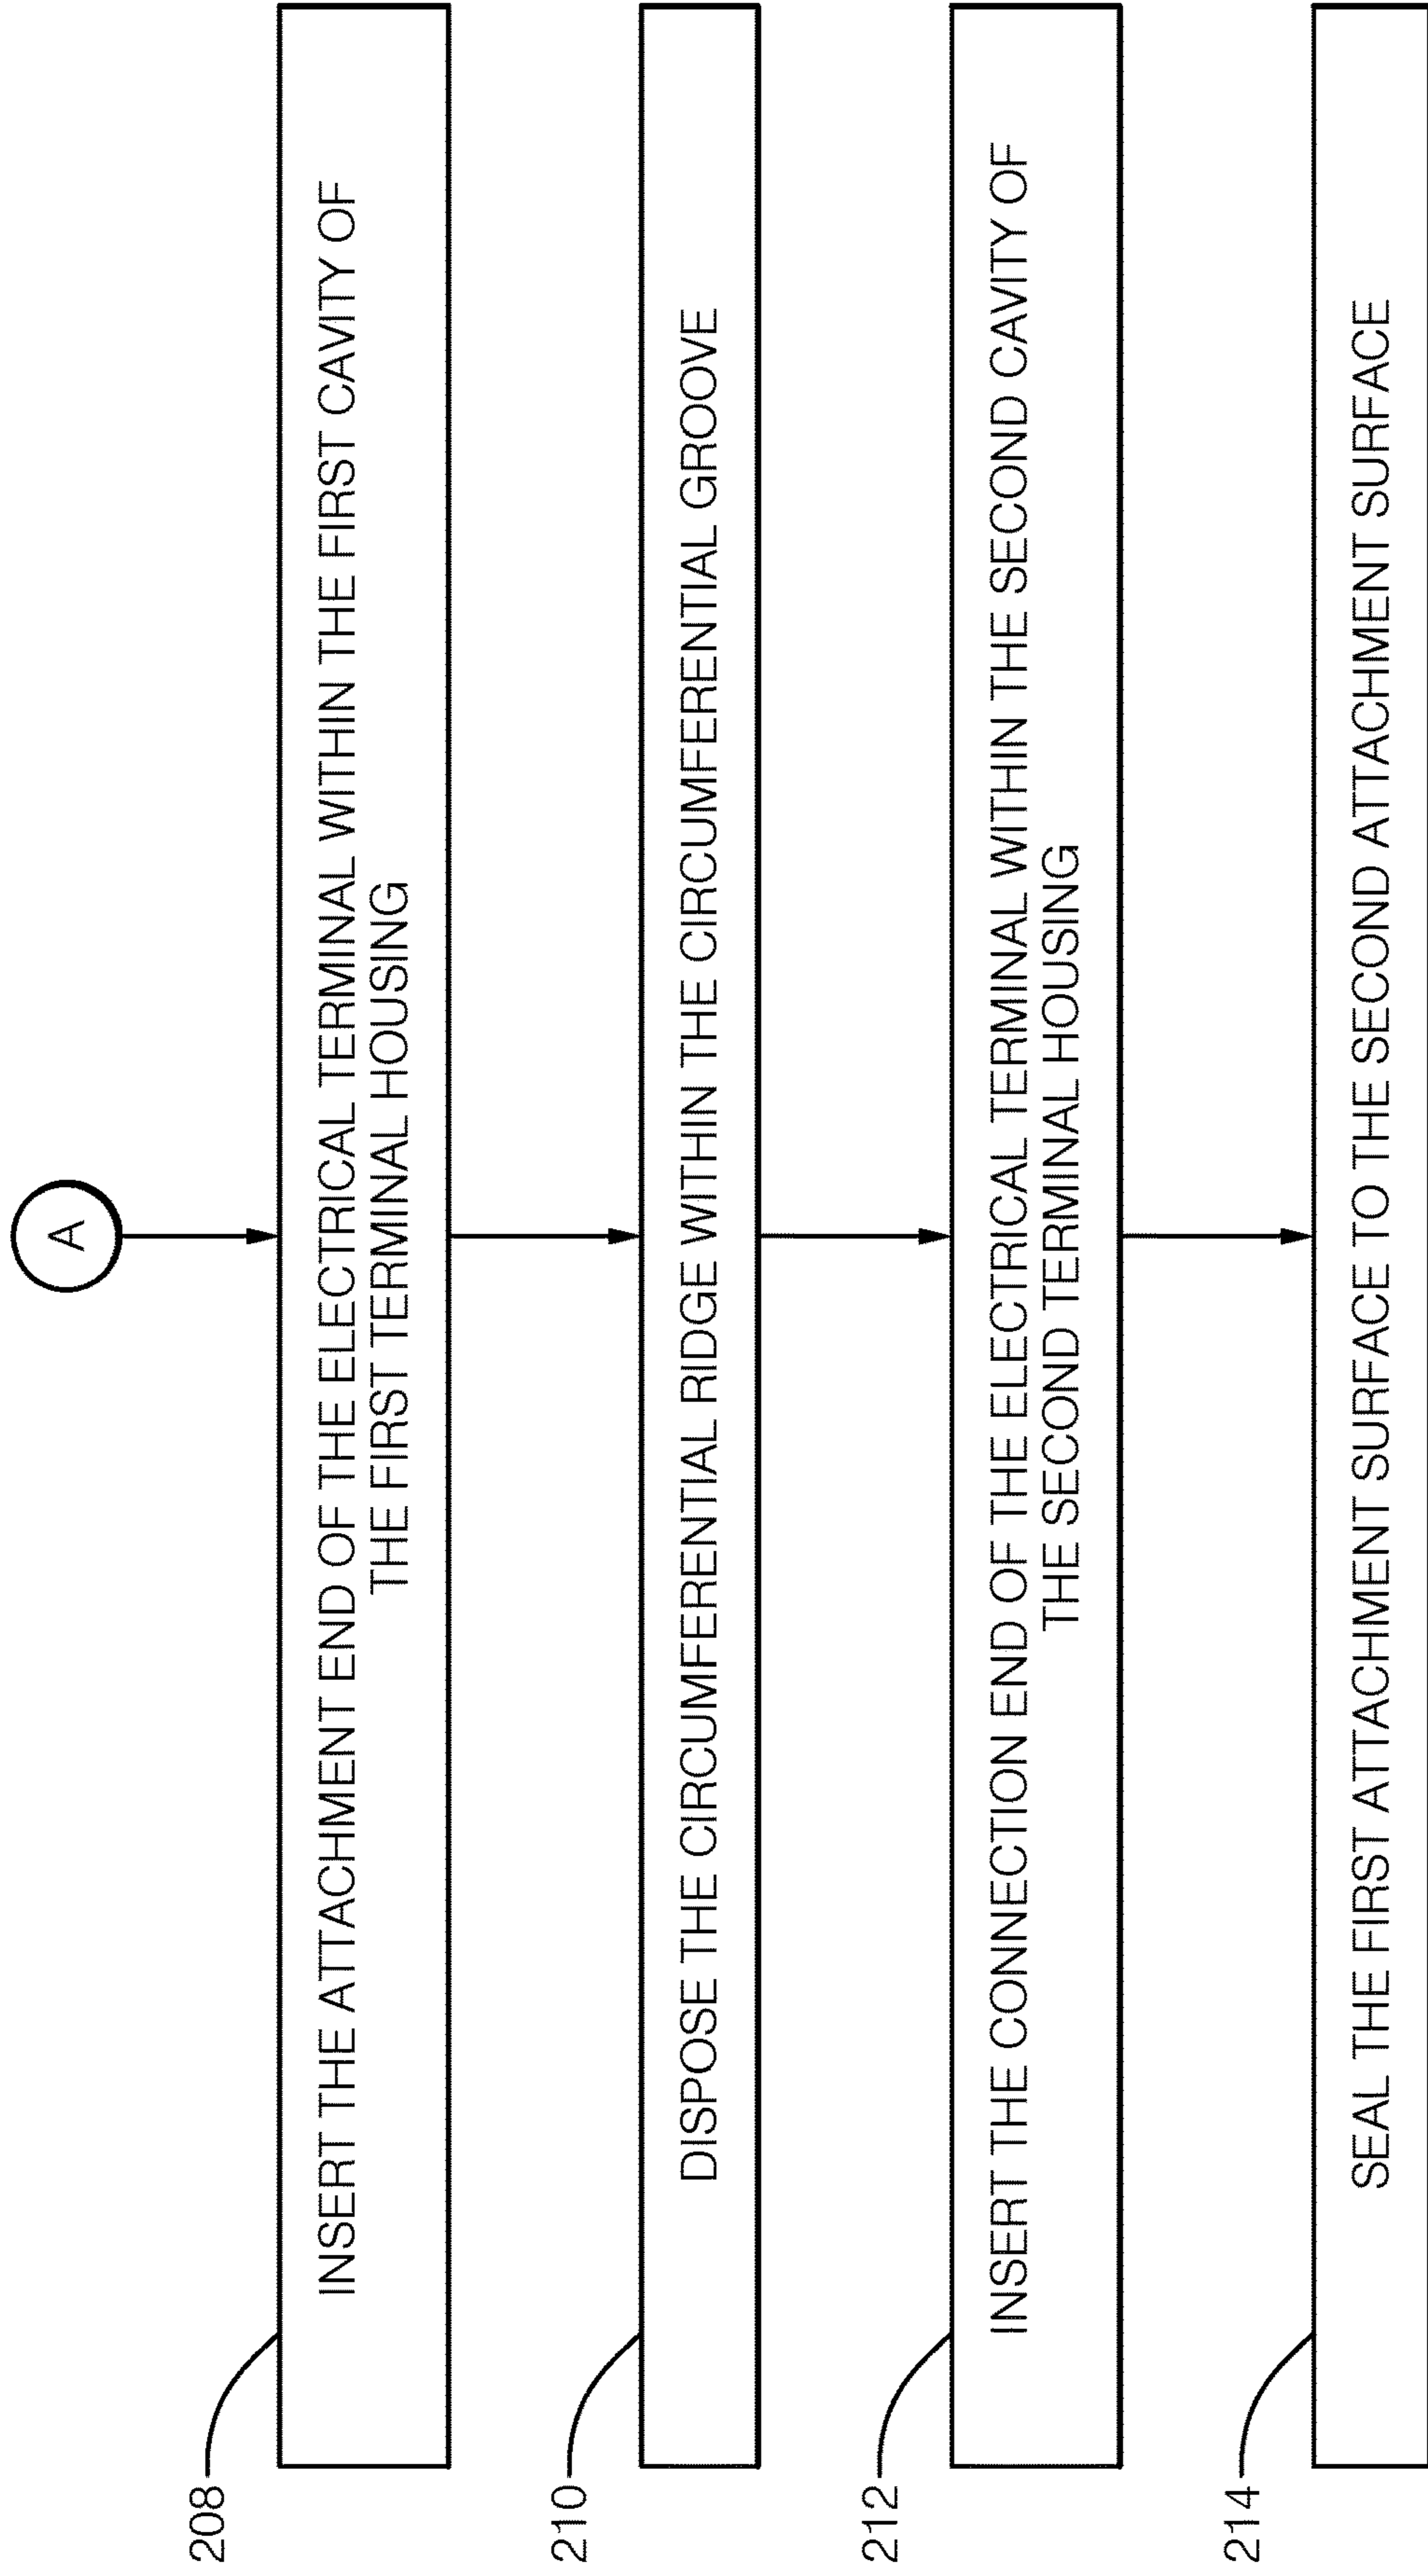 A
208
INSERT THE ATTACHMENT END OF THE ELECTRICAL TERMINAL WITHIN THE FIRST CAVITY OF
THE FIRST TERMINAL HOUSING
210
DISPOSE THE CIRCUMFERENTIAL RIDGE WITHIN THE CIRCUMFERENTIAL GROOVE
212
INSERT THE CONNECTION END OF THE ELECTRICAL TERMINAL WITHIN THE SECOND CAVITY OF
THE SECOND TERMINAL HOUSING
214
SEAL THE FIRST ATTACHMENT SURFACE TO THE SECOND ATTACHMENT SURFACE